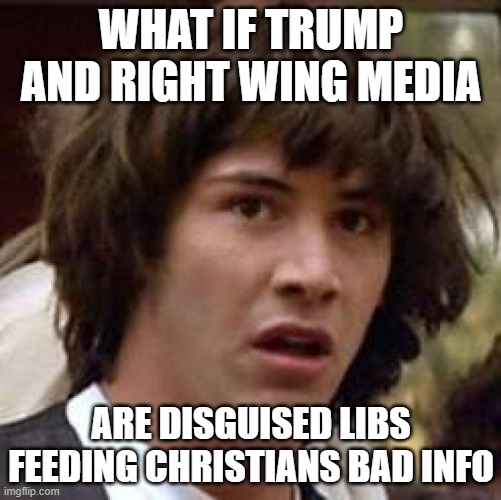 WHAT IF TRUMP
AND RIGHT WING MEDIA
ARE DISGUISED LIBS
FEEDING CHRISTIANS BAD INFO
imgflip.com